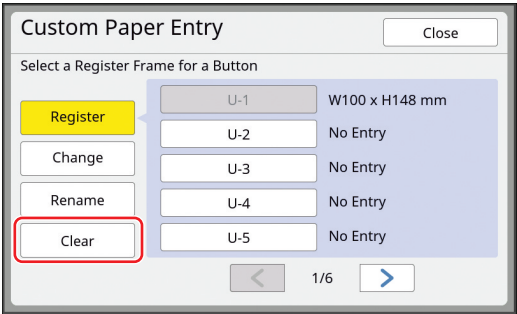 Custom Paper Entry
Close
Select a Register Frame for a Button
Register
Change
Rename
Clear
U-1 W100 x H148 mm
U-2 No Entry
U-3 No Entry
U-4 No Entry
U-5 No Entry
1/6